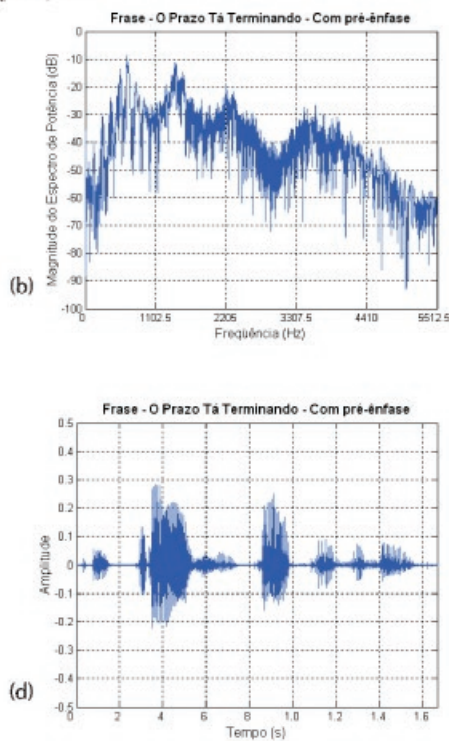 Frase - O Prazo Tá Terminando - Com pré-ênfase
Magnitude do Espectro de Potência (dB)
0
-10
-20
-30
-40
-50
-60
-70
-80
-90
-100
0 1102.5 2205 3307.5 4410 5512.5
Freqüência (Hz)
(b)
Frase - O Prazo Tá Terminando - Com pré-ênfase
Amplitude
0.5
0.4
0.3
0.2
0.1
0
-0.1
-0.2
-0.3
-0.4
-0.5
0 2 4 6 8 1.0 1.2 1.4 1.6
Tempo (s)
(d)